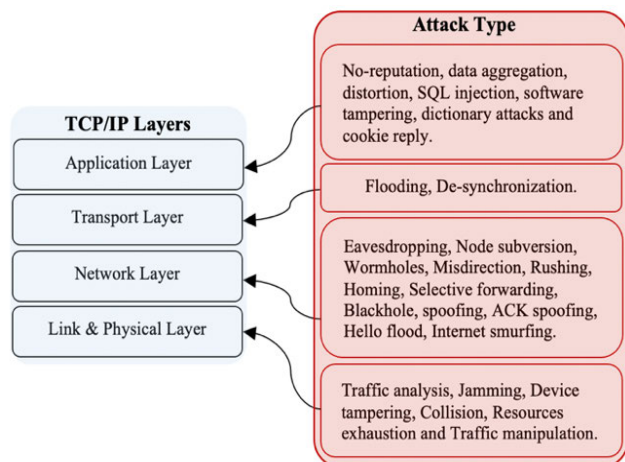 TCP/IP Layers
Application Layer
Transport Layer
Network Layer
Link & Physical Layer
Attack Type
No-reputation, data aggregation,
distortion, SQL injection, software
tampering, dictionary attacks and
cookie reply.
Flooding, De-synchronization.
Eavesdropping, Node subversion,
Wormholes, Misdirection, Rushing,
Homing, Selective forwarding,
Blackhole, spoofing, ACK spoofing,
Hello flood, Internet smurfing.
Traffic analysis, Jamming, Device
tampering, Collision, Resources
exhaustion and Traffic manipulation.